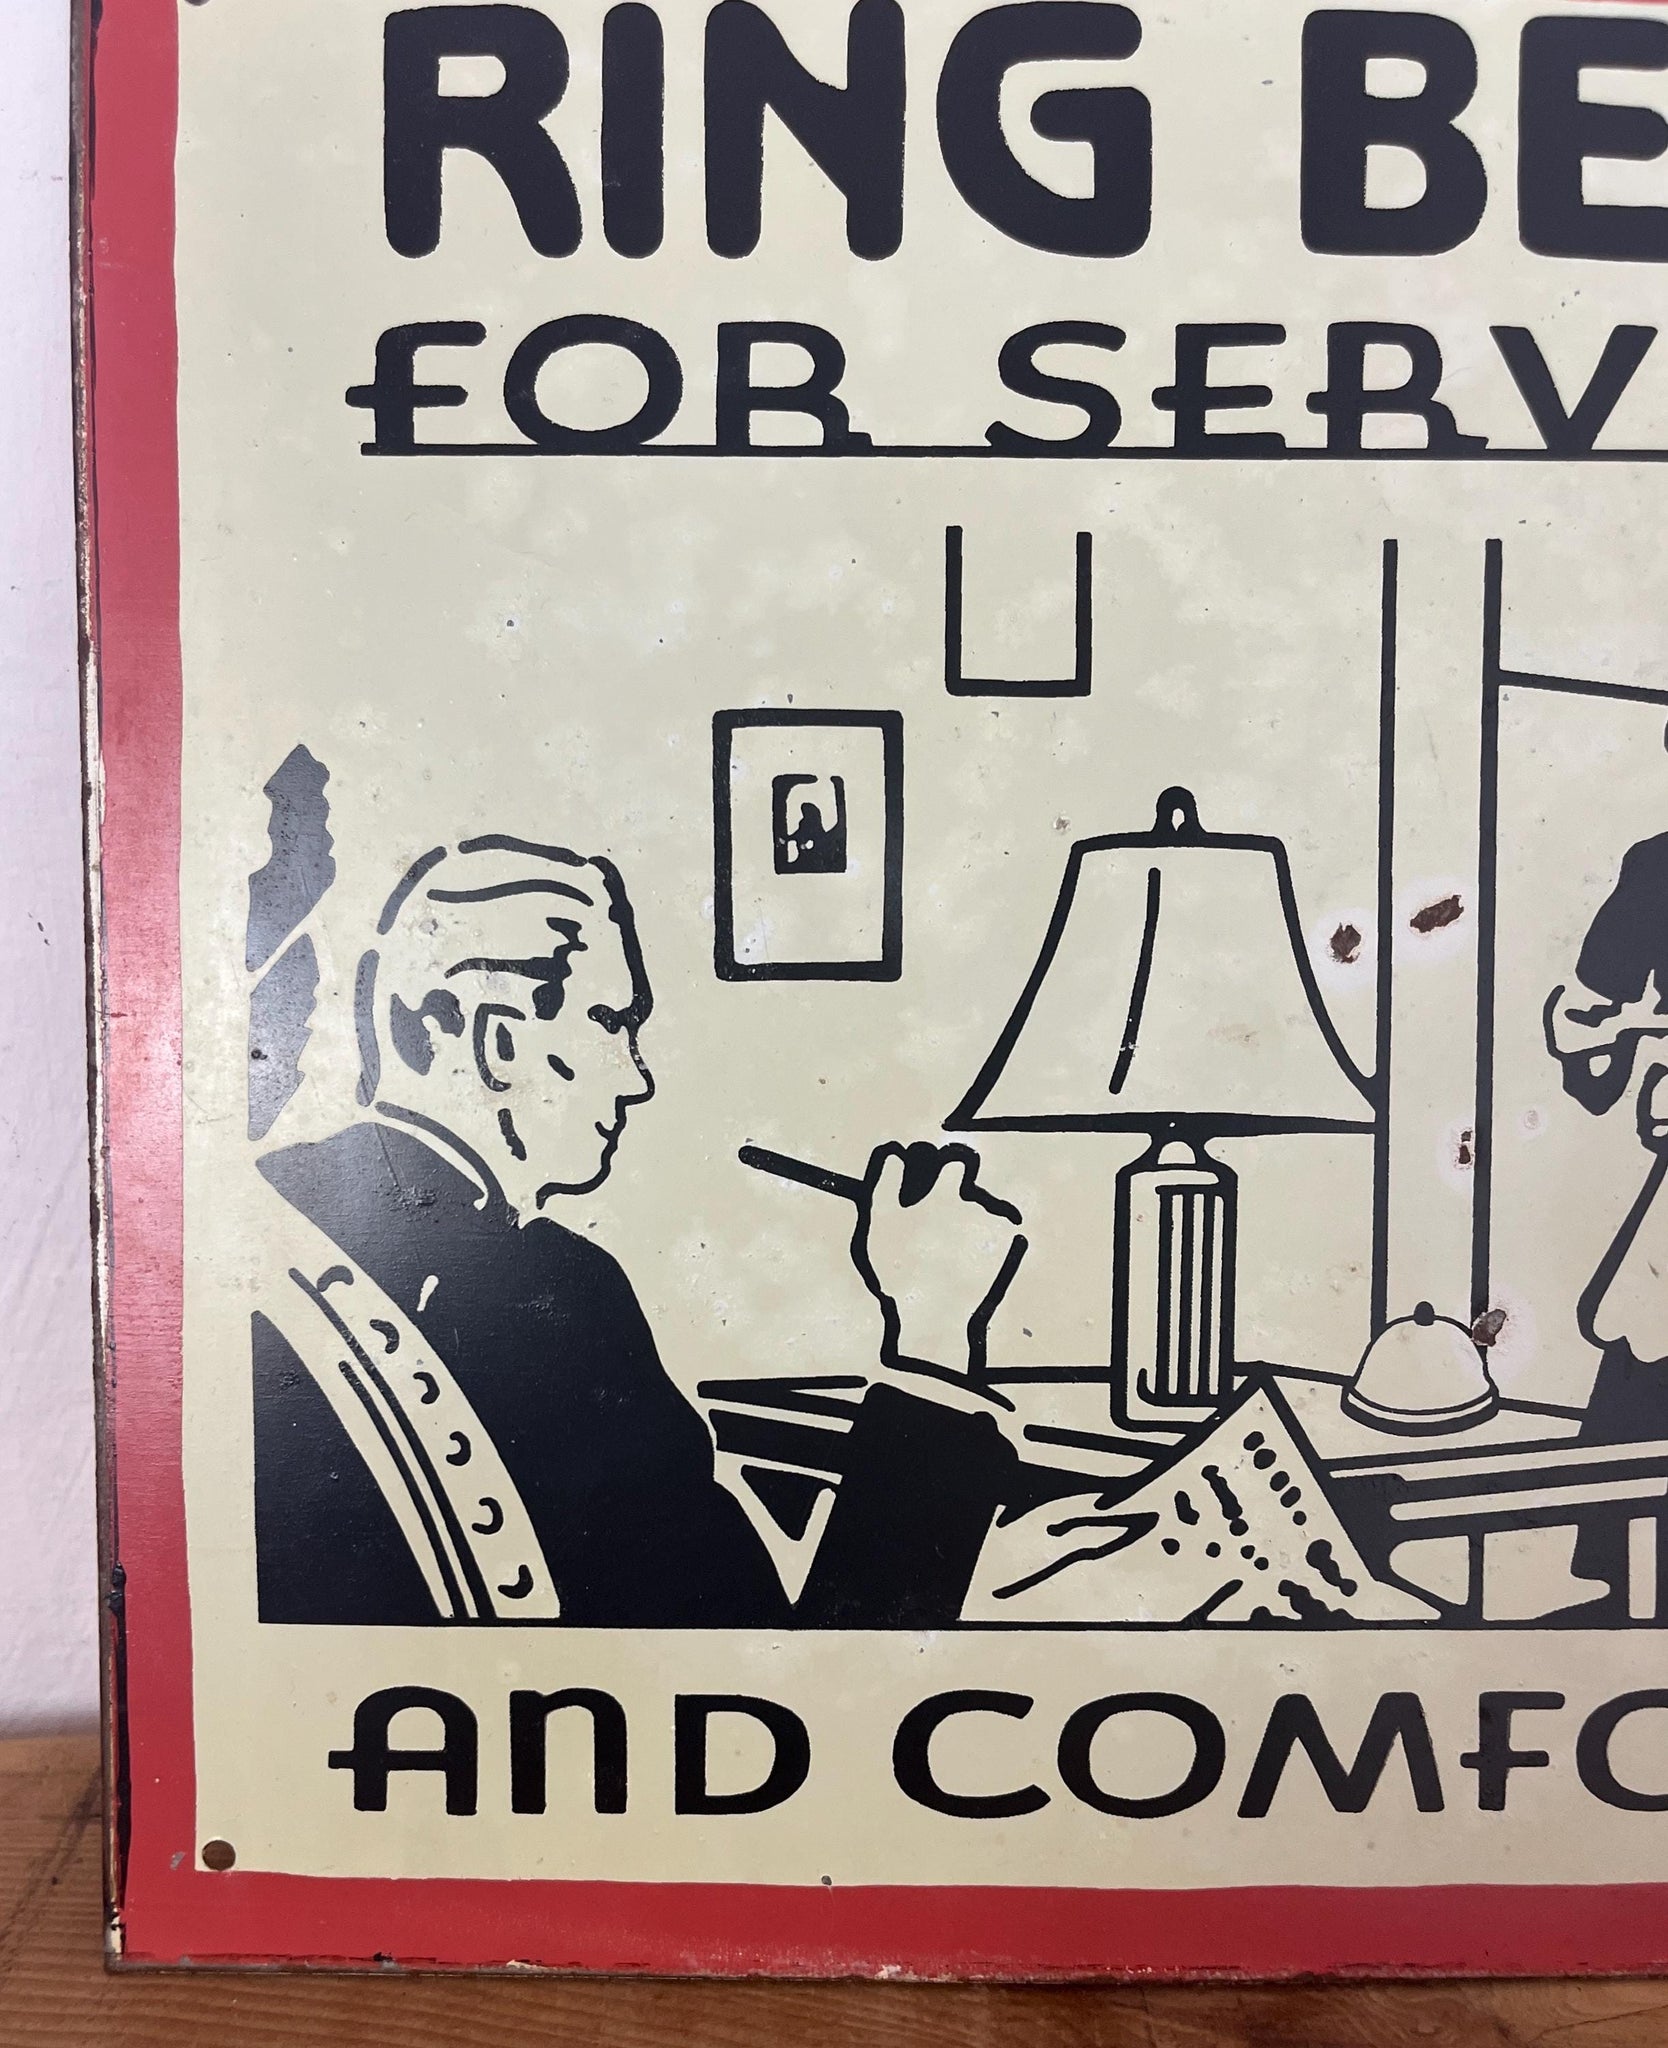 RING BE
FOR SERV
AND COMFO